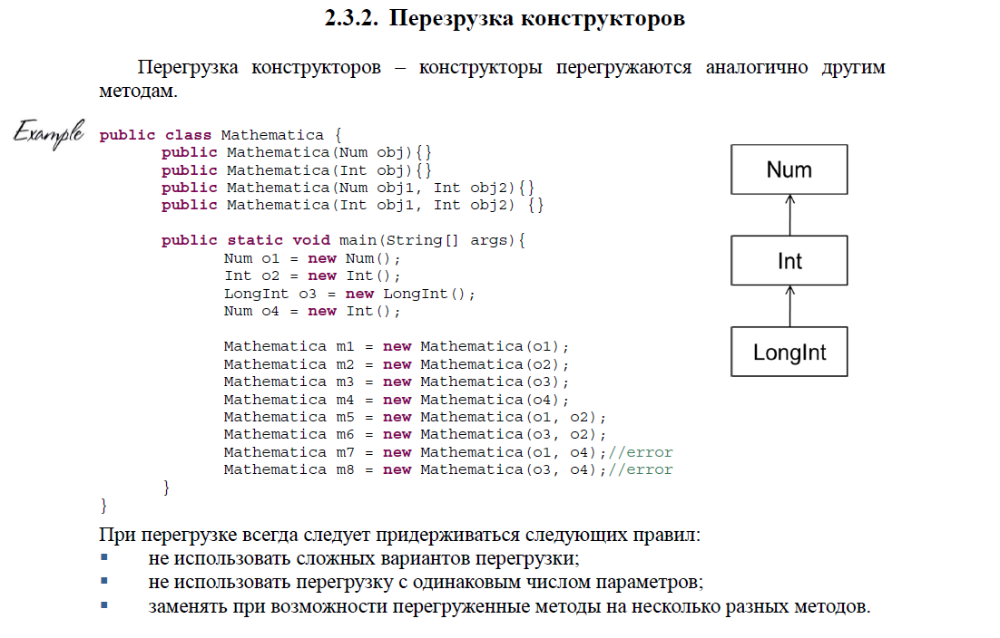 2.3.2. Перезрузка конструкторов
Перегрузка конструкторов – конструкторы перегружаются аналогично другим
методам.
Example
public class Mathematica {
public Mathematica(Num obj){}
public Mathematica(Int obj){}
public Mathematica(Num obj1, Int obj2){}
public Mathematica(Int obj1, Int obj2) {}
public static void main(String[] args){
Num o1 = new Num();
Int o2 = new Int();
LongInt o3 = new LongInt();
Num o4 = new Int();
Mathematica m1 = new Mathematica(o1);
Mathematica m2 = new Mathematica(o2);
Mathematica m3 = new Mathematica(o3);
Mathematica m4 = new Mathematica(o4);
Mathematica m5 = new Mathematica(o1, o2);
Mathematica m6 = new Mathematica(o3, o2);
Mathematica m7 = new Mathematica(o1, o4);//error
Mathematica m8 = new Mathematica(o3, o4);//error
}
}
Num
Int
LongInt
При перегрузке всегда следует придерживаться следующих правил:
▪ не использовать сложных вариантов перегрузки;
▪ не использовать перегрузку с одинаковым числом параметров;
▪ заменять при возможности перегруженные методы на несколько разных методов.